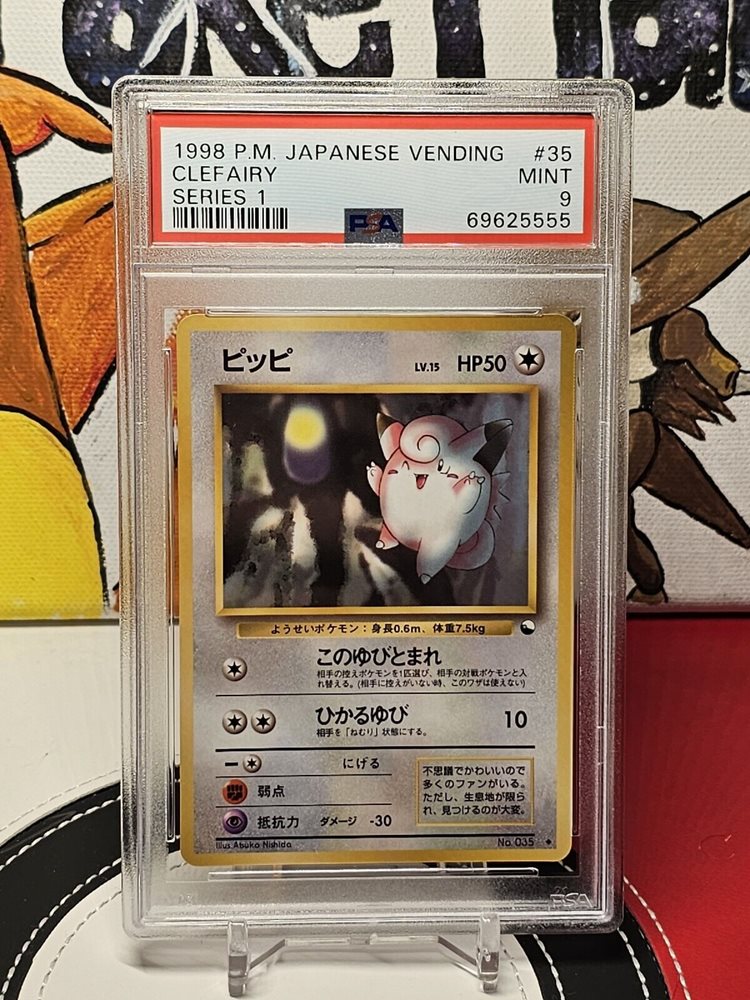 1998 P.M. JAPANESE VENDING #35
CLEFAIRY MINT
SERIES 1 9
PSA 69625555
ピッピ LV.15 HP50
ようせいポケモン：身長0.6m、体重7.5kg
このゆびとまれ
相手の控えポケモンを1匹選び、相手の対戦ポケモンと入
れ替える。(相手に控えがいない時、このワザは使えない)
ひかるゆび 10
相手を「ねむり」状態にする。
にげる
弱点
抵抗力 ダメージ -30
不思議でかわいいので
多くのファンがいる。
ただし、生息地が限ら
れ、見つけるのが大変。
Illus.Atsuko Nishida No.035
PSA